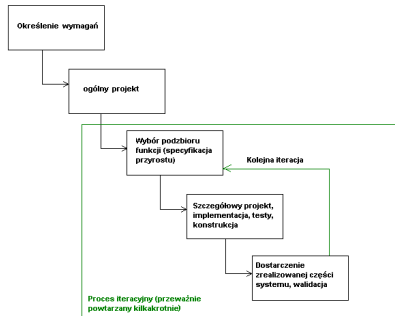 Określenie wymagań
ogólny projekt
Wybór podzbioru
funkcji (specyfikacja
przyrostu)
Kolejna iteracja
Szczegółowy projekt,
implementacja, testy,
konstrukcja
Dostarczenie
zrealizowanej części
systemu, walidacja
Proces iteracyjny (przeważnie
powtarzany kilkakrotnie)